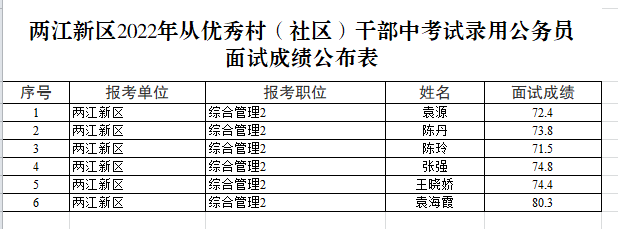 两江新区2022年从优秀村（社区）干部中考试录用公务员
面试成绩公布表
序号 报考单位 报考职位 姓名 面试成绩
1 两江新区 综合管理2 袁源 72.4
2 两江新区 综合管理2 陈丹 73.8
3 两江新区 综合管理2 陈玲 71.5
4 两江新区 综合管理2 张强 74.8
5 两江新区 综合管理2 王晓娇 74.4
6 两江新区 综合管理2 袁海霞 80.3